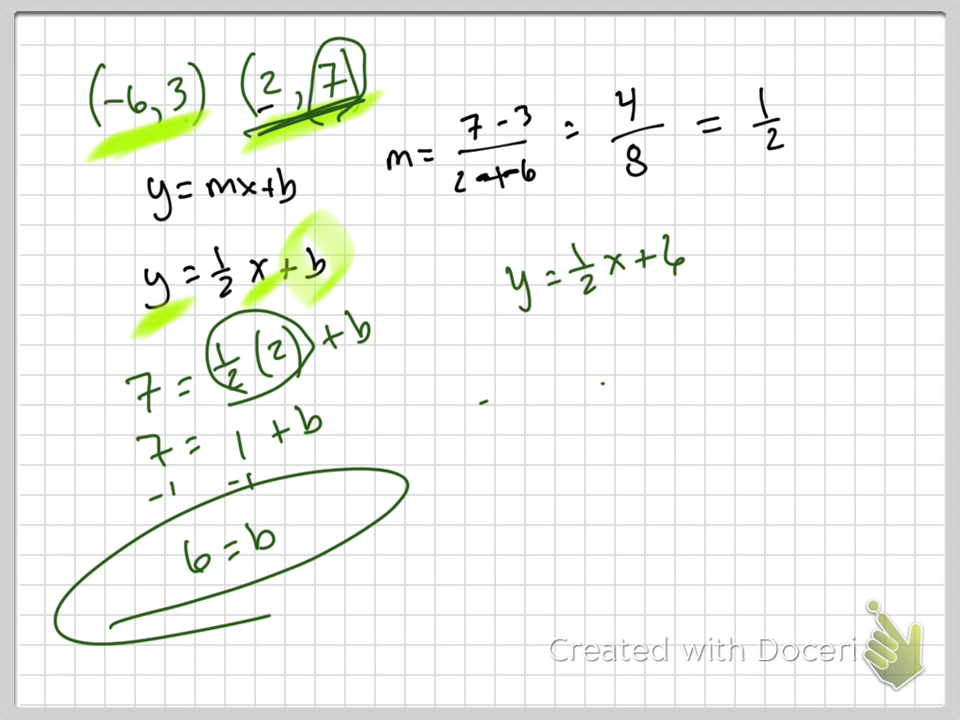 (-6, 3) (2, 7)
m = 7 - 3 / 2 + -6 = 4/8 = 1/2
y = mx + b
y = 1/2 x + b
y = 1/2 x + 6
7 = 1/2 (2) + b
7 = 1 + b
-1 -1
6 = b
Created with Doceri